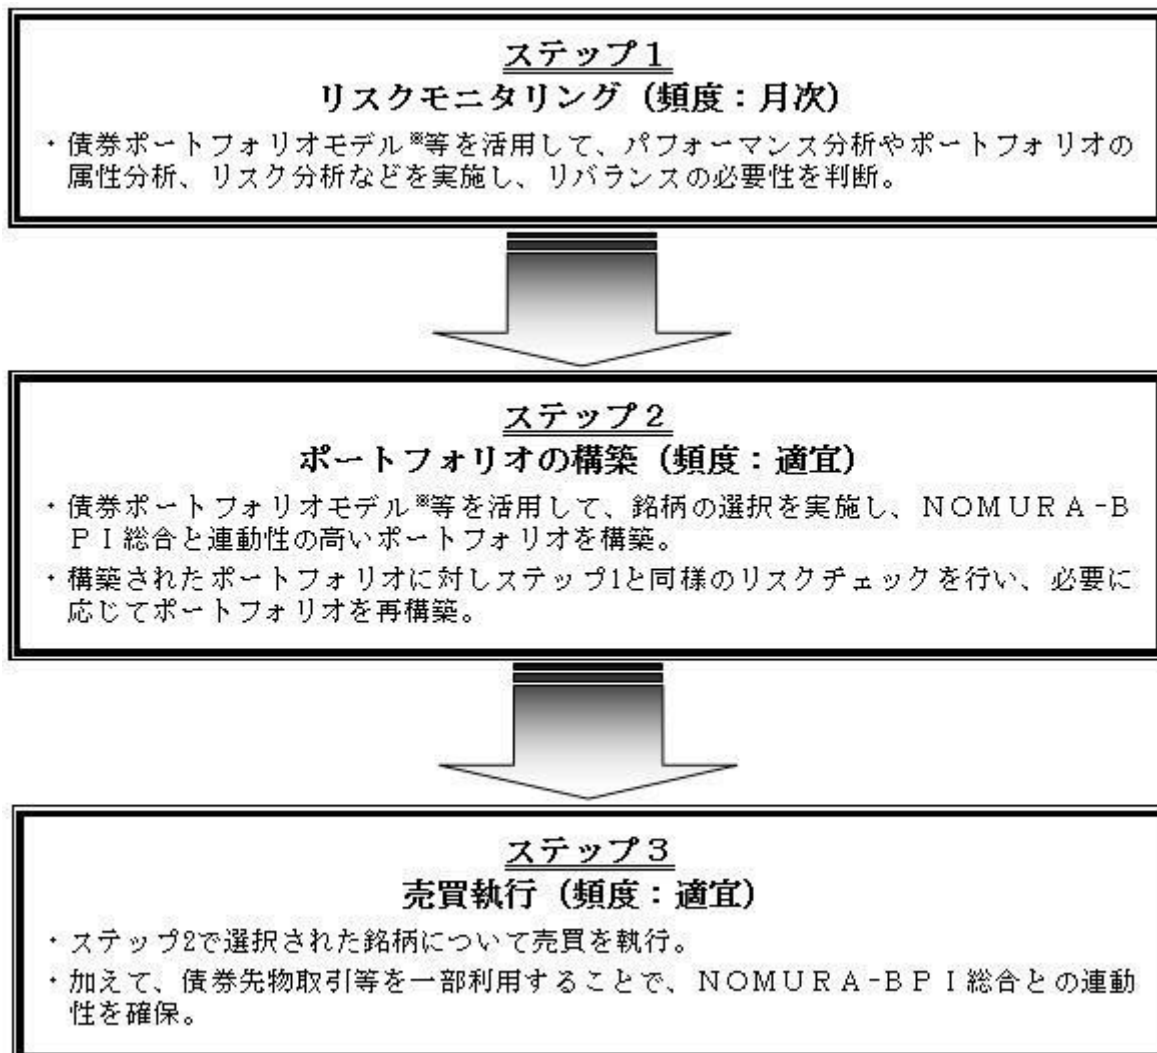 ステップ１
リスクモニタリング（頻度：月次）
・債券ポートフォリオモデル※等を活用して、パフォーマンス分析やポートフォリオの
属性分析、リスク分析などを実施し、リバランスの必要性を判断。
ステップ２
ポートフォリオの構築（頻度：適宜）
・債券ポートフォリオモデル※等を活用して、銘柄の選択を実施し、ＮＯＭＵＲＡ-Ｂ
ＰＩ総合と連動性の高いポートフォリオを構築。
・構築されたポートフォリオに対しステップ1と同様のリスクチェックを行い、必要に
応じてポートフォリオを再構築。
ステップ３
売買執行（頻度：適宜）
・ステップ2で選択された銘柄について売買を執行。
・加えて、債券先物取引等を一部利用することで、ＮＯＭＵＲＡ-ＢＰＩ総合との連動
性を確保。